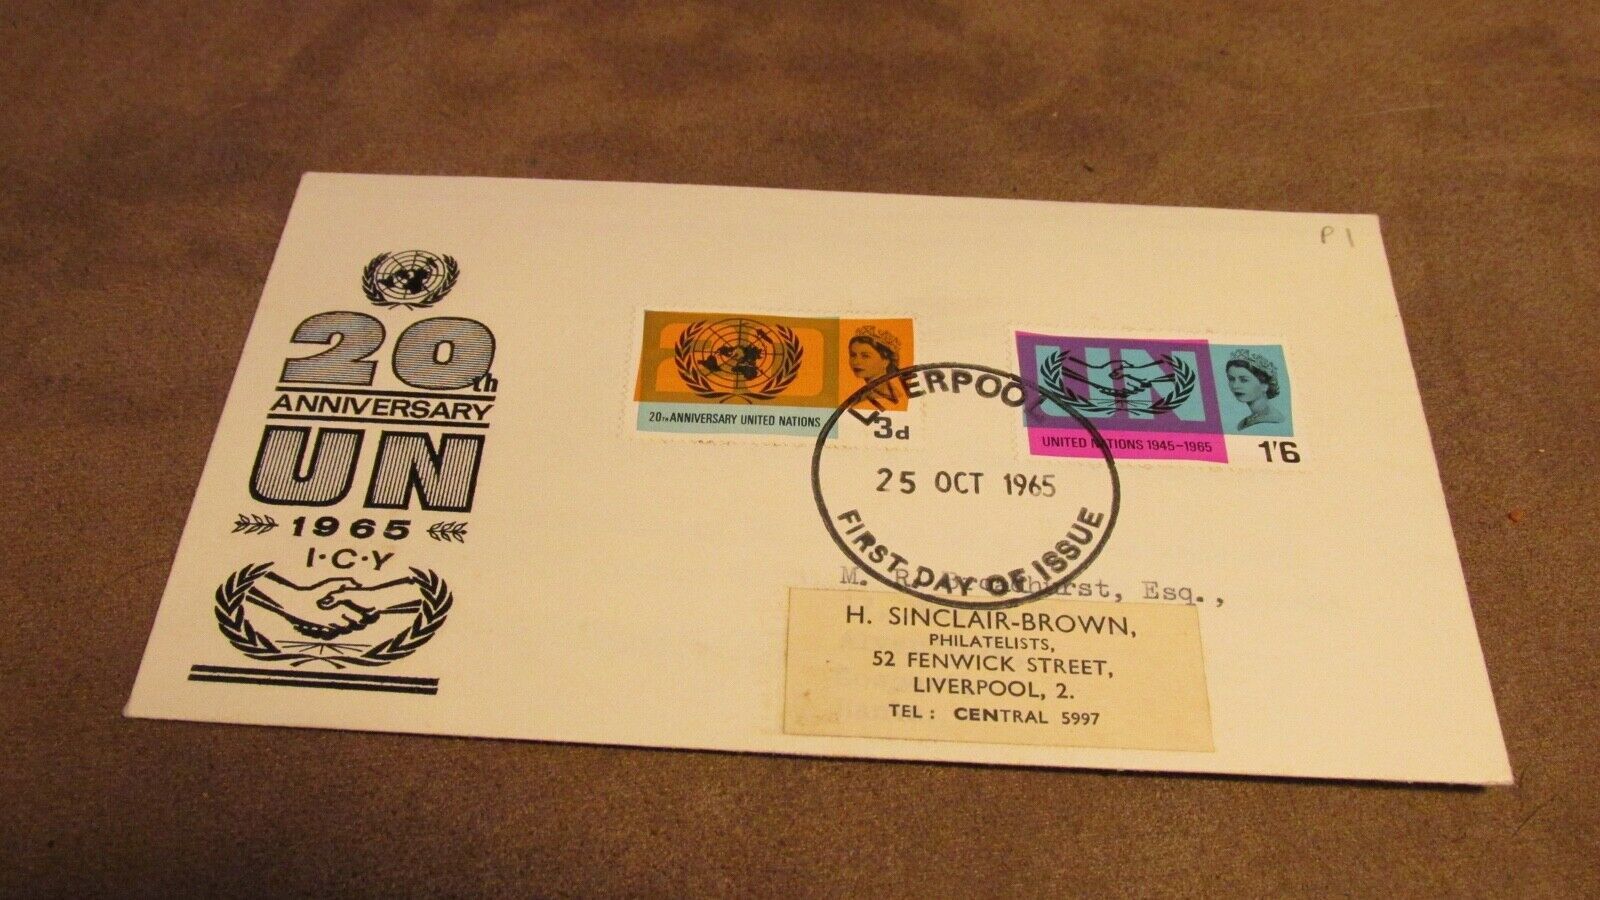 P1
20th
ANNIVERSARY
UN
1965
I·C·Y
20TH ANNIVERSARY UNITED NATIONS
3d
UN
UNITED NATIONS 1945-1965
1'6
LIVERPOOL
25 OCT 1965
FIRST DAY OF ISSUE
M. R. Broadhurst, Esq.,
H. SINCLAIR-BROWN,
PHILATELISTS,
52 FENWICK STREET,
LIVERPOOL, 2.
TEL: CENTRAL 5997